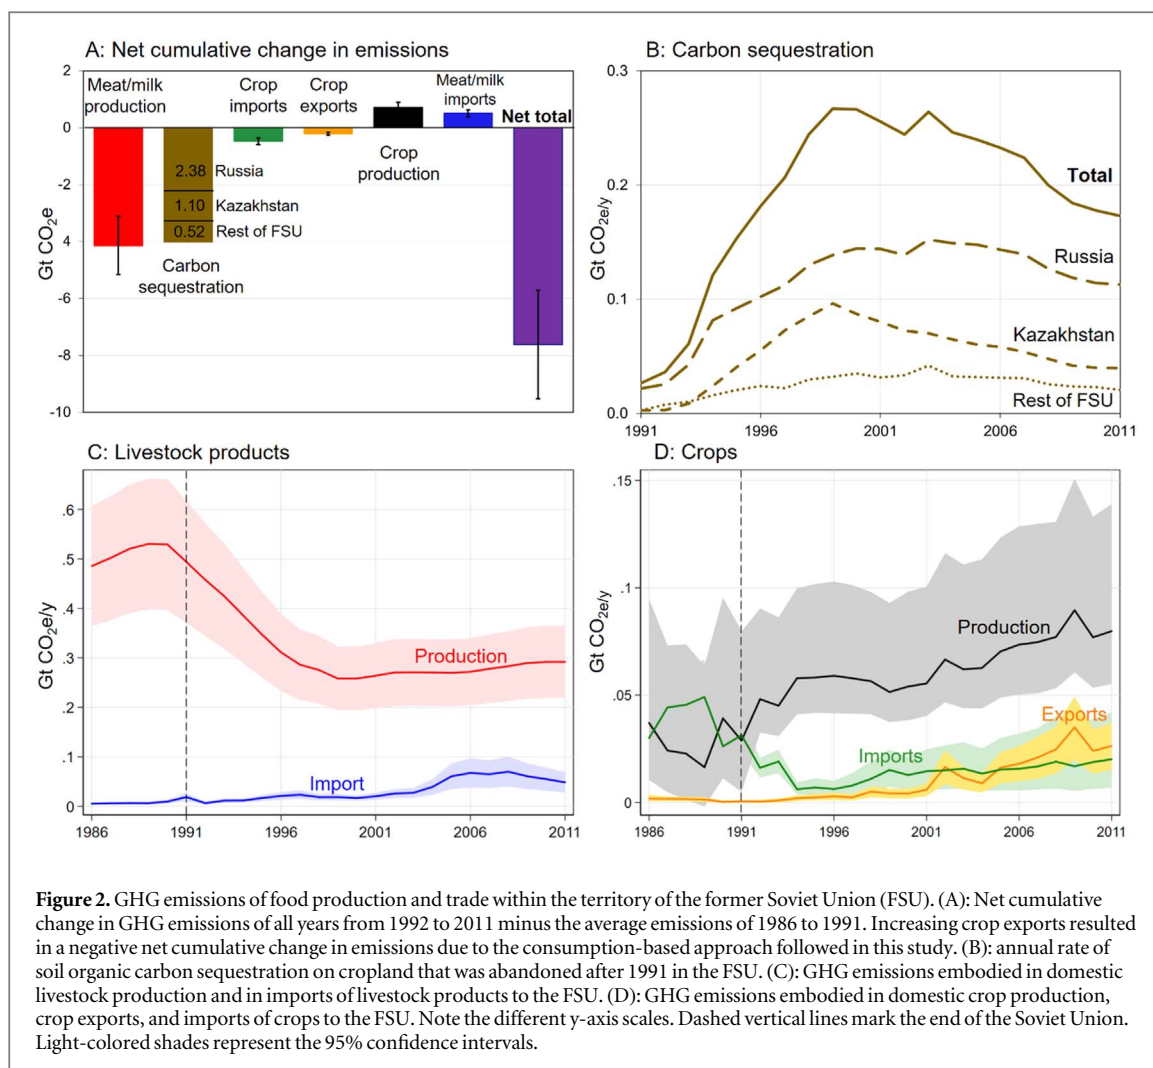 A: Net cumulative change in emissions
2
0
-2
-4
-6
-8
-10
Gt CO2e
Meat/milk
production
Crop
imports
Crop
exports
Meat/milk
imports
Net total
Crop
production
2.38 Russia
1.10 Kazakhstan
0.52 Rest of FSU
Carbon
sequestration
B: Carbon sequestration
0.3
0.2
0.1
0.0
Gt CO2e/y
Total
Russia
Kazakhstan
Rest of FSU
1991 1996 2001 2006 2011
C: Livestock products
.6
.5
.4
.3
.2
.1
0
Gt CO2e/y
Production
Import
1986 1991 1996 2001 2006 2011
D: Crops
.15
.1
.05
0
Gt CO2e/y
Production
Exports
Imports
1986 1991 1996 2001 2006 2011
Figure 2. GHG emissions of food production and trade within the territory of the former Soviet Union (FSU). (A): Net cumulative
change in GHG emissions of all years from 1992 to 2011 minus the average emissions of 1986 to 1991. Increasing crop exports resulted
in a negative net cumulative change in emissions due to the consumption-based approach followed in this study. (B): annual rate of
soil organic carbon sequestration on cropland that was abandoned after 1991 in the FSU. (C): GHG emissions embodied in domestic
livestock production and in imports of livestock products to the FSU. (D): GHG emissions embodied in domestic crop production,
crop exports, and imports of crops to the FSU. Note the different y-axis scales. Dashed vertical lines mark the end of the Soviet Union.
Light-colored shades represent the 95% confidence intervals.